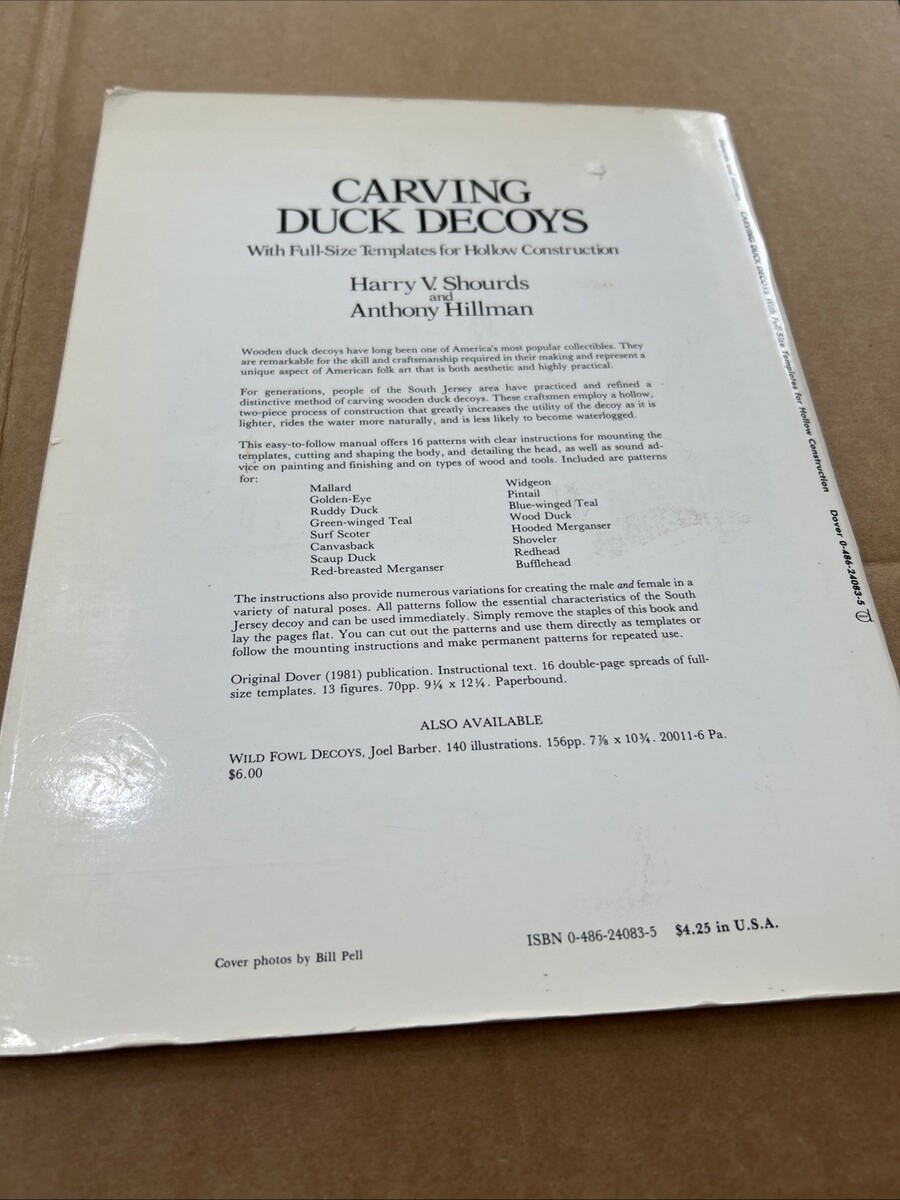 CARVING
DUCK DECOYS
With Full-Size Templates for Hollow Construction
Harry V. Shourds
and
Anthony Hillman
Wooden duck decoys have long been one of America's most popular collectibles. They
are remarkable for the skill and craftsmanship required in their making and represent a
unique aspect of American folk art that is both aesthetic and highly practical.
For generations, people of the South Jersey area have practiced and refined a
distinctive method of carving wooden duck decoys. These craftsmen employ a hollow,
two-piece process of construction that greatly increases the utility of the decoy as it is
lighter, rides the water more naturally, and is less likely to become waterlogged.
This easy-to-follow manual offers 16 patterns with clear instructions for mounting the
templates, cutting and shaping the body, and detailing the head, as well as sound ad-
vice on painting and finishing and on types of wood and tools. Included are patterns
for:
Mallard
Golden-Eye
Ruddy Duck
Green-winged Teal
Surf Scoter
Canvasback
Scaup Duck
Red-breasted Merganser
Widgeon
Pintail
Blue-winged Teal
Wood Duck
Hooded Merganser
Shoveler
Redhead
Bufflehead
The instructions also provide numerous variations for creating the male and female in a
variety of natural poses. All patterns follow the essential characteristics of the South
Jersey decoy and can be used immediately. Simply remove the staples of this book and
lay the pages flat. You can cut out the patterns and use them directly as templates or
follow the mounting instructions and make permanent patterns for repeated use.
Original Dover (1981) publication. Instructional text. 16 double-page spreads of full-
size templates. 13 figures. 70pp. 9¼ x 12¼. Paperbound.
ALSO AVAILABLE
WILD FOWL DECOYS, Joel Barber. 140 illustrations. 156pp. 7⅞ x 10¾. 20011-6 Pa.
$6.00
Cover photos by Bill Pell
ISBN 0-486-24083-5 $4.25 in U.S.A.
Shourds and Hillman CARVING DUCK DECOYS With Full-Size Templates for Hollow Construction Dover 0-486-24083-5